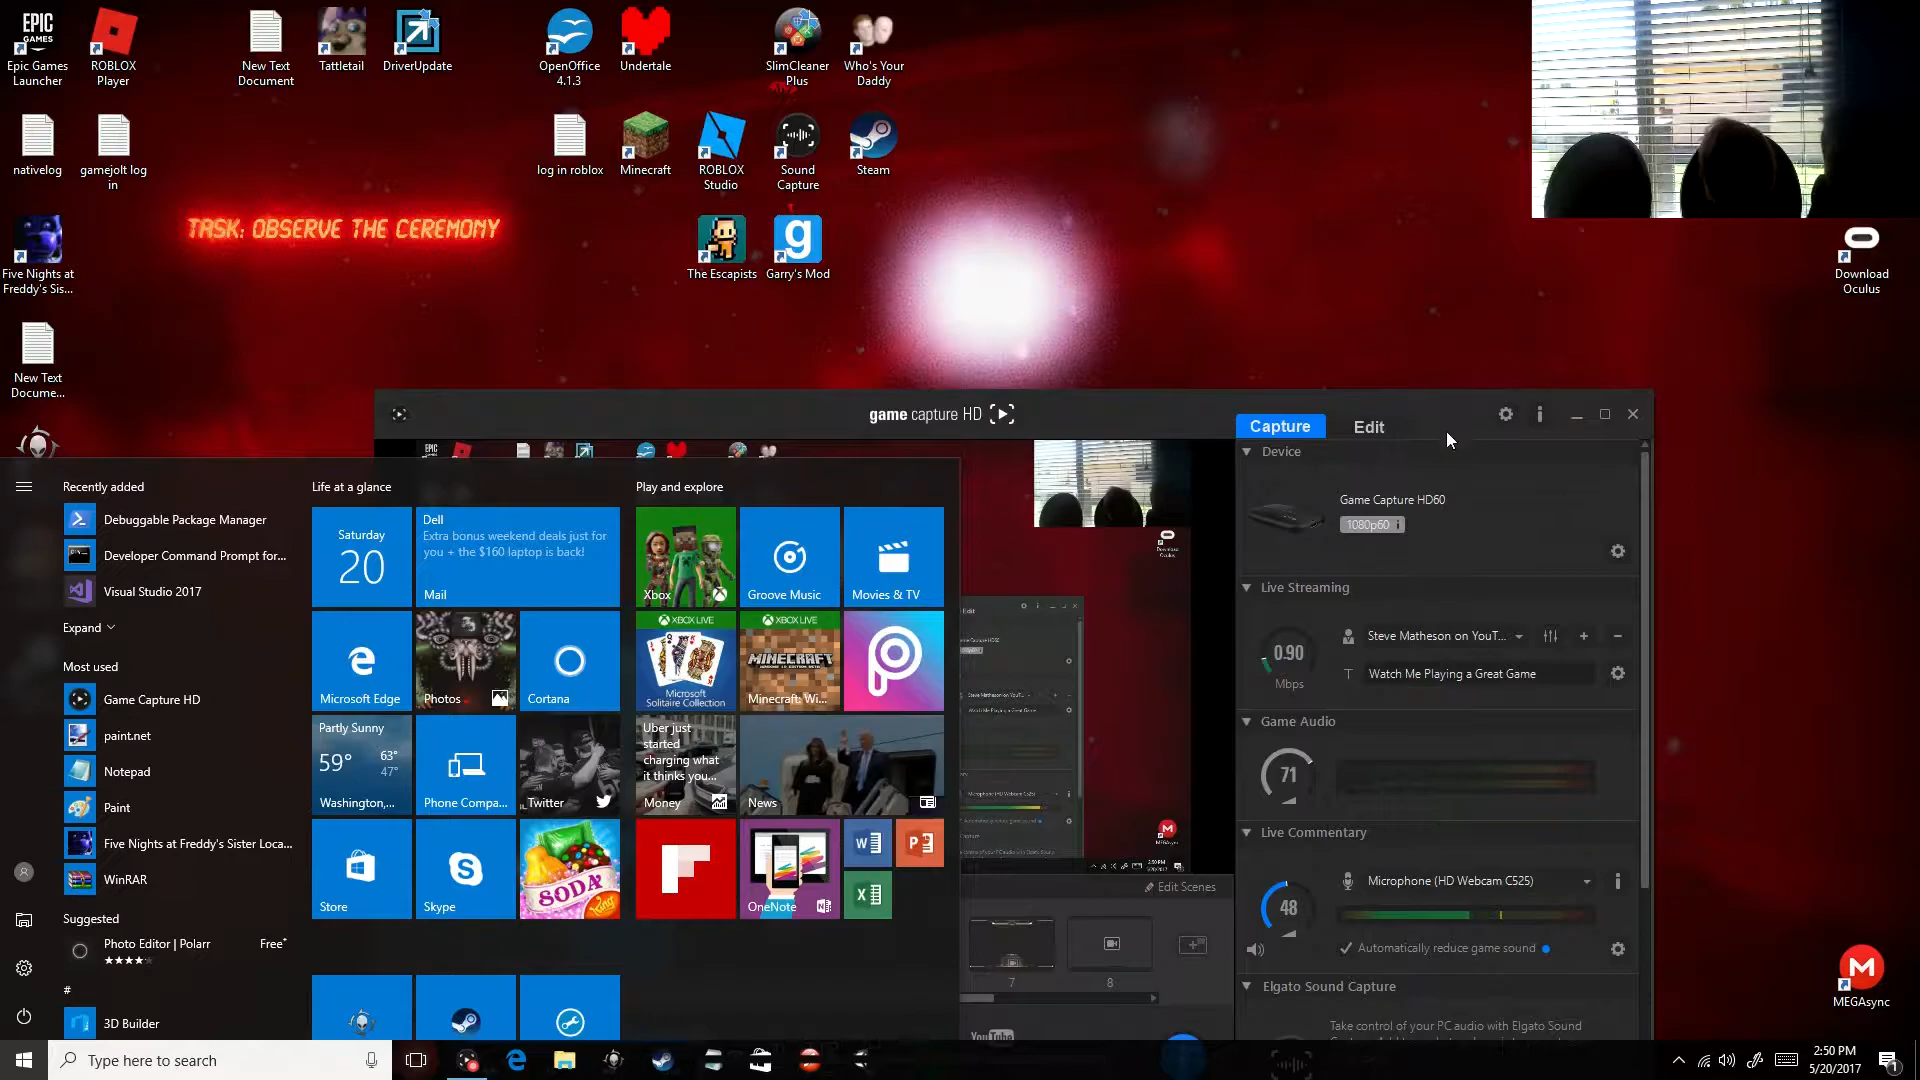 EPIC
GAMES
Epic Games
Launcher
ROBLOX
Player
New Text
Document
Tattletail
DriverUpdate
OpenOffice
4.1.3
Undertale
SlimCleaner
Plus
Who's Your
Daddy
nativelog
gamejolt log
in
log in roblox
Minecraft
ROBLOX
Studio
Sound
Capture
Steam
TASK: OBSERVE THE CEREMONY
Five Nights at
Freddy's Sis...
The Escapists
g
Garry's Mod
Download
Oculus
New Text
Docume...
game capture HD
Capture
Edit
Device
Game Capture HD60
1080p60 i
Live Streaming
0.90
Mbps
Steve Matheson on YouT...
T Watch Me Playing a Great Game
Game Audio
71
Live Commentary
48
Microphone (HD Webcam C525)
Automatically reduce game sound
Elgato Sound Capture
Take control of your PC audio with Elgato Sound
Edit Scenes
7
8
YouTube
Recently added
Debuggable Package Manager
Developer Command Prompt for...
Visual Studio 2017
Expand
Most used
Game Capture HD
paint.net
Notepad
Paint
Five Nights at Freddy's Sister Loca...
WinRAR
Suggested
Photo Editor | Polarr
Free*
#
3D Builder
Life at a glance
Saturday
20
Dell
Extra bonus weekend deals just for
you + the $160 laptop is back!
Mail
Microsoft Edge
Photos
Cortana
Partly Sunny
59°
63°
47°
Washington,...
Phone Compa...
Twitter
Store
Skype
SODA
King
Play and explore
Xbox
Groove Music
Movies & TV
XBOX LIVE
Microsoft
Solitaire Collection
XBOX LIVE
MINECRAFT
Minecraft: Wi...
Uber just
started
charging what
it thinks you...
Money
News
OneNote
MEGAsync
Type here to search
2:50 PM
5/20/2017
1